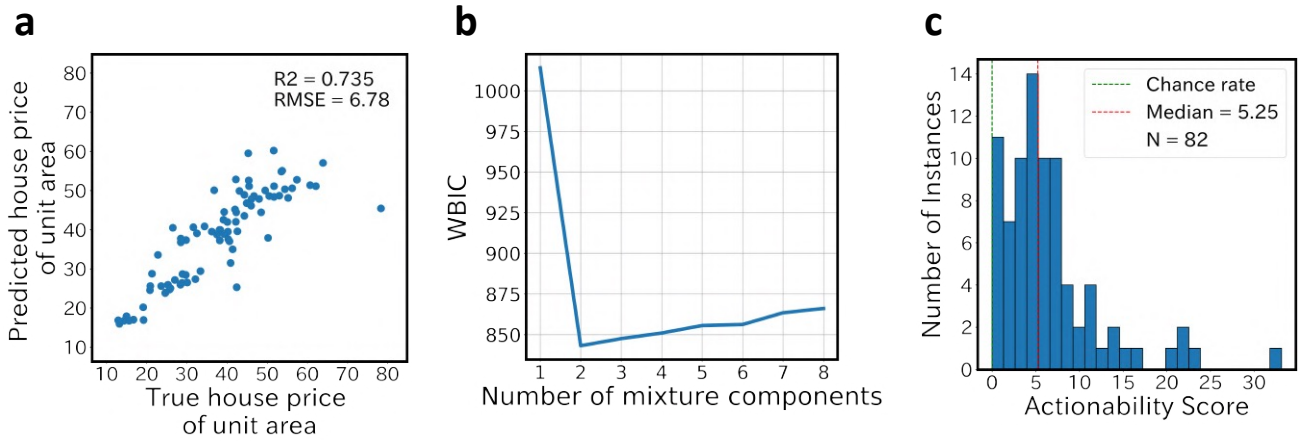 a
R2 = 0.735
RMSE = 6.78
80
70
60
50
40
30
20
10
Predicted house price
of unit area
10 20 30 40 50 60 70 80
True house price
of unit area
b
1000
975
950
925
900
875
850
WBIC
1 2 3 4 5 6 7 8
Number of mixture components
c
Chance rate
Median = 5.25
N = 82
14
12
10
8
6
4
2
0
Number of Instances
0 5 10 15 20 25 30
Actionability Score